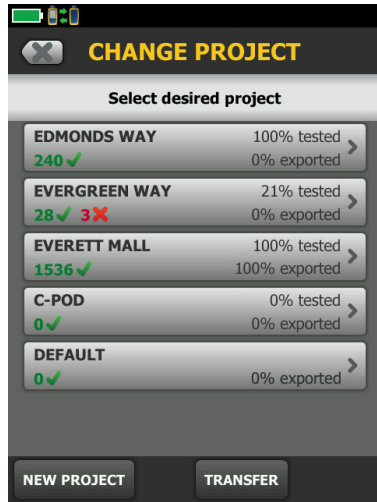 CHANGE PROJECT
Select desired project
EDMONDS WAY 100% tested
240 0% exported
EVERGREEN WAY 21% tested
28 3 0% exported
EVERETT MALL 100% tested
1536 100% exported
C-POD 0% tested
0 0% exported
DEFAULT
0 0% exported
NEW PROJECT TRANSFER